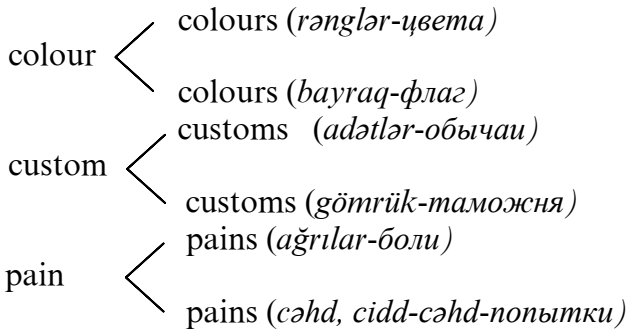 colours (rənglər-цвета)
colour
colours (bayraq-флаг)
customs (adətlər-обычаи)
custom
customs (gömrük-таможня)
pains (ağrılar-боли)
pain
pains (cəhd, cidd-cəhd-попытки)